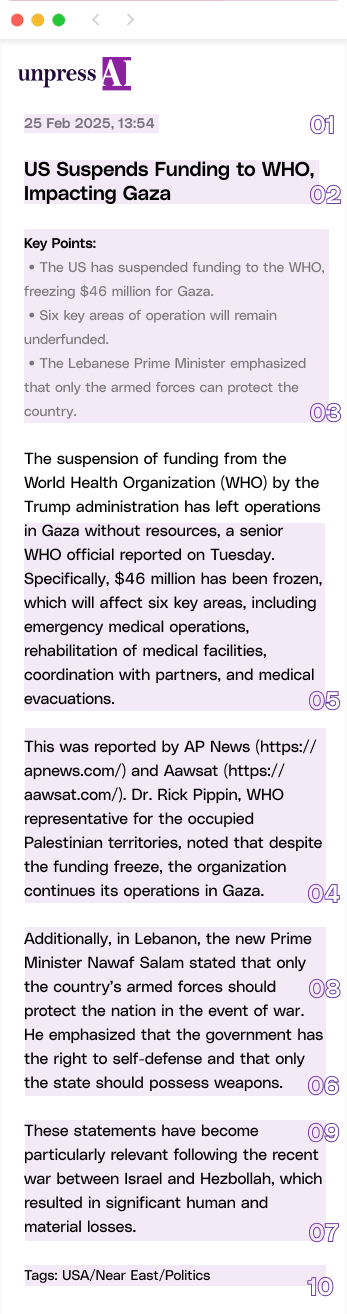 unpress AI
25 Feb 2025, 13:54
01
US Suspends Funding to WHO,
Impacting Gaza
02
Key Points:
• The US has suspended funding to the WHO,
freezing $46 million for Gaza.
• Six key areas of operation will remain
underfunded.
• The Lebanese Prime Minister emphasized
that only the armed forces can protect the
country.
03
The suspension of funding from the
World Health Organization (WHO) by the
Trump administration has left operations
in Gaza without resources, a senior
WHO official reported on Tuesday.
Specifically, $46 million has been frozen,
which will affect six key areas, including
emergency medical operations,
rehabilitation of medical facilities,
coordination with partners, and medical
evacuations.
05
This was reported by AP News (https://
apnews.com/) and Aawsat (https://
aawsat.com/). Dr. Rick Pippin, WHO
representative for the occupied
Palestinian territories, noted that despite
the funding freeze, the organization
continues its operations in Gaza.
04
Additionally, in Lebanon, the new Prime
Minister Nawaf Salam stated that only
the country's armed forces should
08
protect the nation in the event of war.
He emphasized that the government has
the right to self-defense and that only
the state should possess weapons.
06
These statements have become
09
particularly relevant following the recent
war between Israel and Hezbollah, which
resulted in significant human and
material losses.
07
Tags: USA/Near East/Politics
10